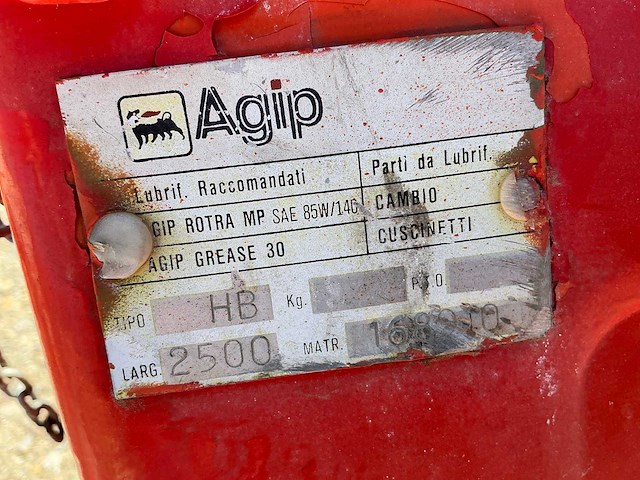 Agip
Lubrif. Raccomandati Parti da Lubrif.
AGIP ROTRA MP SAE 85W/140 CAMBIO
AGIP GREASE 30 CUSCINETTI
TIPO HB Kg. P.T.O.
LARG. 2500 MATR.